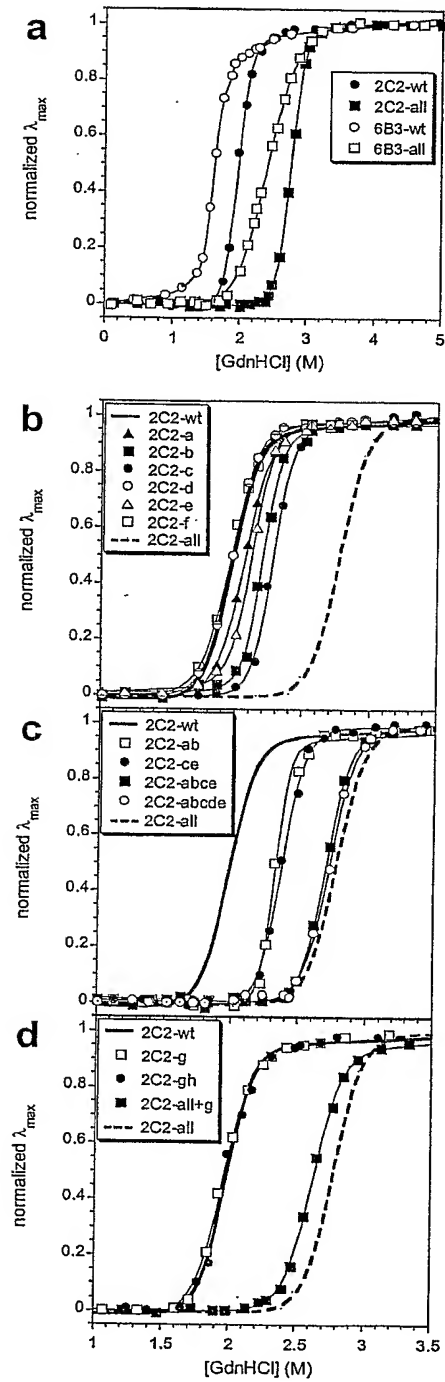 a
normalized λmax
1
0.8
0.6
0.4
0.2
0
2C2-wt
2C2-all
6B3-wt
6B3-all
0 1 2 3 4 5
[GdnHCl] (M)
b
normalized λmax
1
0.8
0.6
0.4
0.2
0
2C2-wt
2C2-a
2C2-b
2C2-c
2C2-d
2C2-e
2C2-f
2C2-all
c
normalized λmax
1
0.8
0.6
0.4
0.2
0
2C2-wt
2C2-ab
2C2-ce
2C2-abce
2C2-abcde
2C2-all
d
normalized λmax
1
0.8
0.6
0.4
0.2
0
2C2-wt
2C2-g
2C2-gh
2C2-all+g
2C2-all
1 1.5 2 2.5 3 3.5
[GdnHCl] (M)